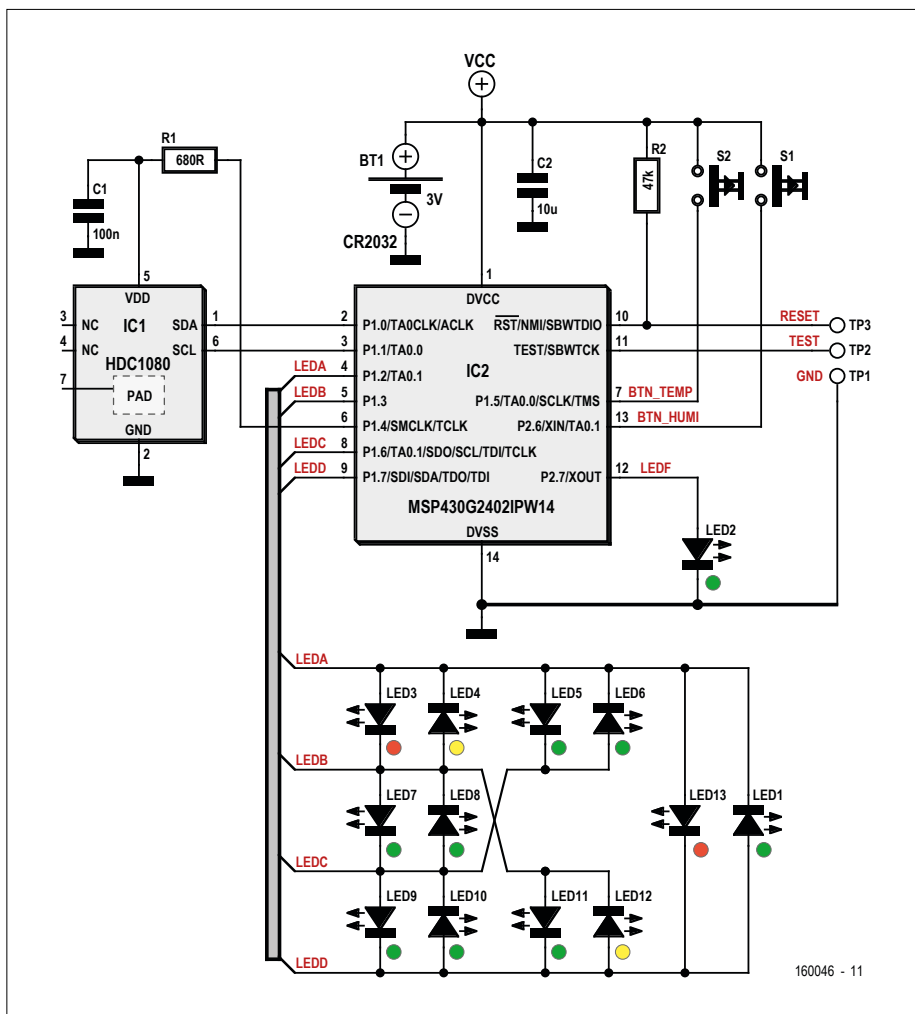 VCC
R1
680R
C1
100n
BT1
3V
CR2032
C2
10u
R2
47k
S2
S1
5
VDD
3 NC
4 NC
7
IC1
HDC1080
PAD
SDA 1
SCL 6
GND
2
1
DVCC
2 P1.0/TA0CLK/ACLK
3 P1.1/TA0.0
LEDA 4 P1.2/TA0.1
LEDB 5 P1.3
6 P1.4/SMCLK/TCLK
LEDC 8 P1.6/TA0.1/SDO/SCL/TDI/TCLK
LEDD 9 P1.7/SDI/SDA/TDO/TDI
IC2
RST/NMI/SBWTDIO 10 RESET TP3
TEST/SBWTCK 11 TEST TP2
GND TP1
P1.5/TA0.0/SCLK/TMS 7 BTN_TEMP
P2.6/XIN/TA0.1 13 BTN_HUMI
P2.7/XOUT 12 LEDF
MSP430G2402IPW14
DVSS
14
LED2
LEDA
LED3
LED4
LED5
LED6
LEDB
LED7
LED8
LED13
LED1
LEDC
LED9
LED10
LED11
LED12
LEDD
160046 - 11